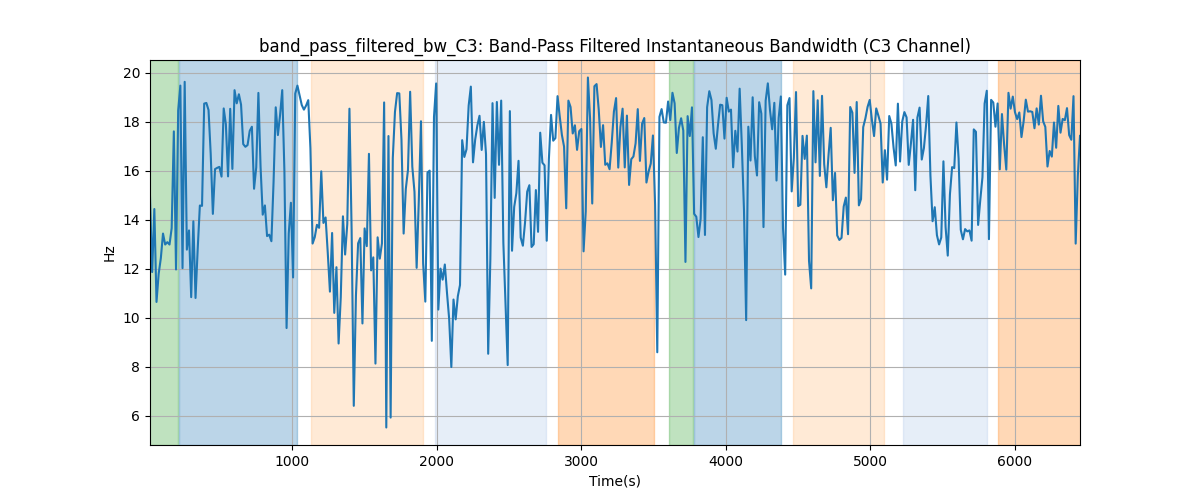 band_pass_filtered_bw_C3: Band-Pass Filtered Instantaneous Bandwidth (C3 Channel)
20
18
16
14
12
10
8
6
Hz
1000 2000 3000 4000 5000 6000
Time(s)